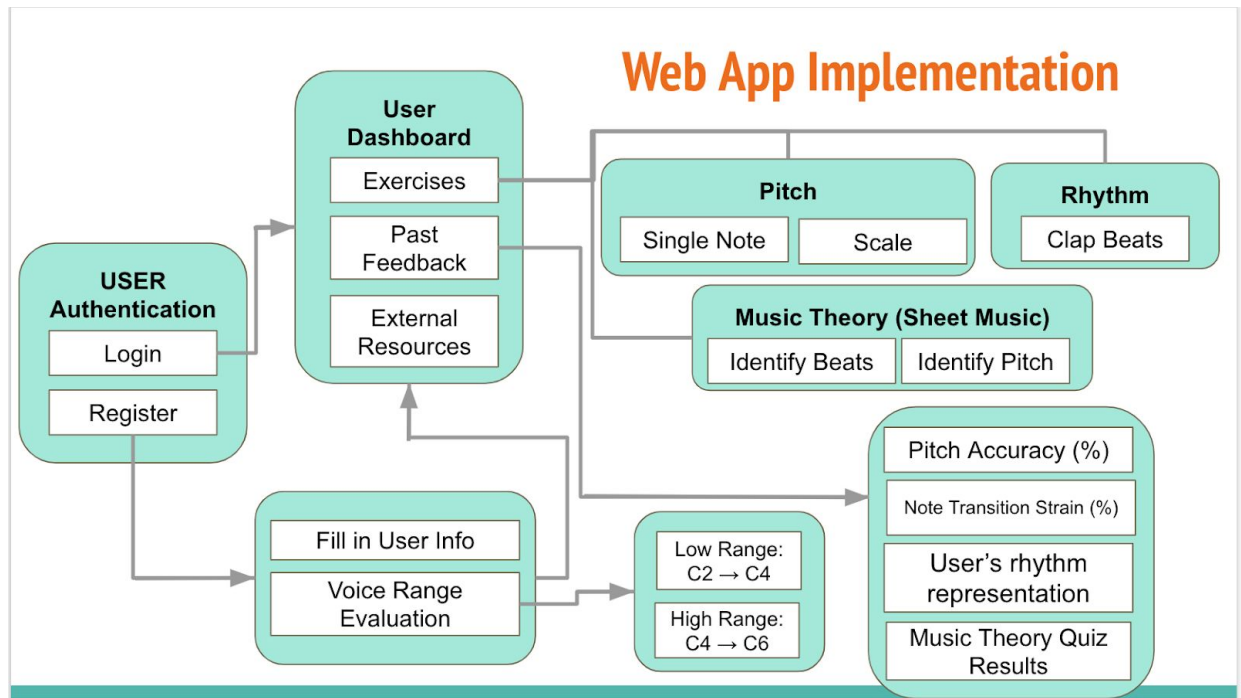 Web App Implementation
User
Dashboard
Exercises
Past
Feedback
External
Resources
USER
Authentication
Login
Register
Pitch
Single Note
Scale
Rhythm
Clap Beats
Music Theory (Sheet Music)
Identify Beats
Identify Pitch
Fill in User Info
Voice Range
Evaluation
Low Range:
C2 → C4
High Range:
C4 → C6
Pitch Accuracy (%)
Note Transition Strain (%)
User’s rhythm
representation
Music Theory Quiz
Results